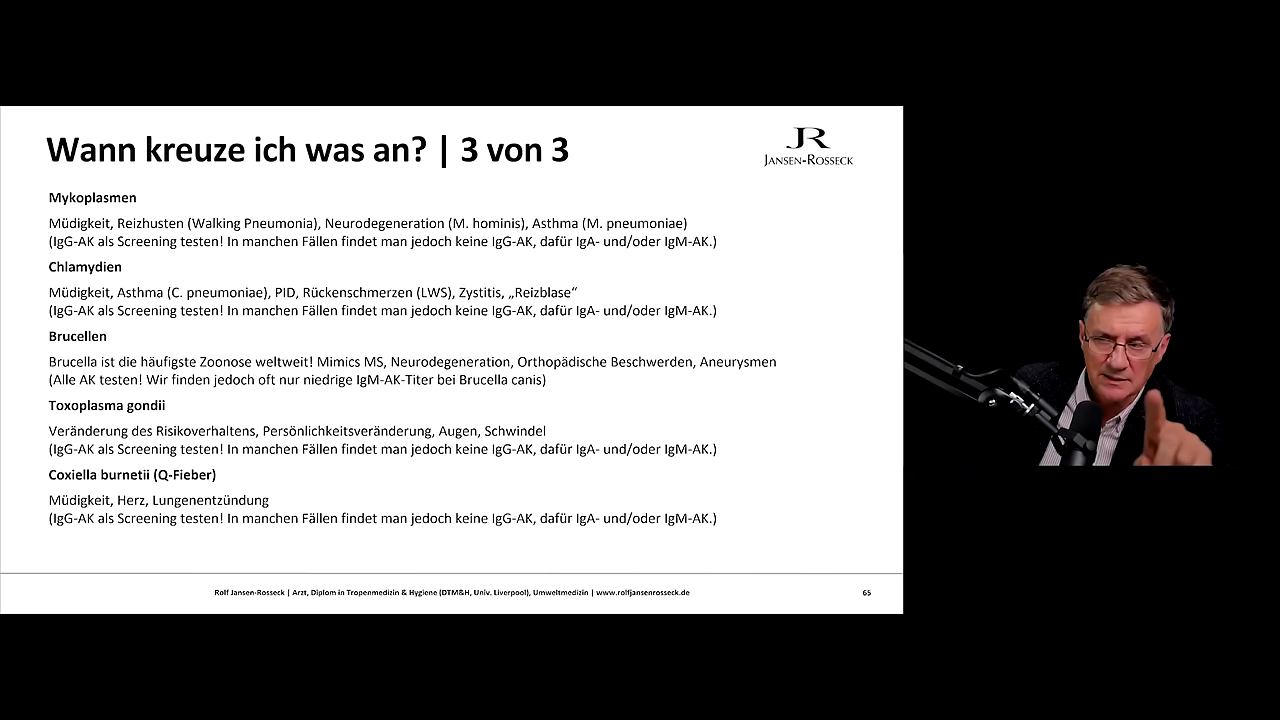 Wann kreuze ich was an? | 3 von 3
JR
JANSEN-ROSSECK
Mykoplasmen
Müdigkeit, Reizhusten (Walking Pneumonia), Neurodegeneration (M. hominis), Asthma (M. pneumoniae)
(IgG-AK als Screening testen! In manchen Fällen findet man jedoch keine IgG-AK, dafür IgA- und/oder IgM-AK.)
Chlamydien
Müdigkeit, Asthma (C. pneumoniae), PID, Rückenschmerzen (LWS), Zystitis, „Reizblase“
(IgG-AK als Screening testen! In manchen Fällen findet man jedoch keine IgG-AK, dafür IgA- und/oder IgM-AK.)
Brucellen
Brucella ist die häufigste Zoonose weltweit! Mimics MS, Neurodegeneration, Orthopädische Beschwerden, Aneurysmen
(Alle AK testen! Wir finden jedoch oft nur niedrige IgM-AK-Titer bei Brucella canis)
Toxoplasma gondii
Veränderung des Risikoverhaltens, Persönlichkeitsveränderung, Augen, Schwindel
(IgG-AK als Screening testen! In manchen Fällen findet man jedoch keine IgG-AK, dafür IgA- und/oder IgM-AK.)
Coxiella burnetii (Q-Fieber)
Müdigkeit, Herz, Lungenentzündung
(IgG-AK als Screening testen! In manchen Fällen findet man jedoch keine IgG-AK, dafür IgA- und/oder IgM-AK.)
Rolf Jansen-Rosseck | Arzt, Diplom in Tropenmedizin & Hygiene (DTM&H, Univ. Liverpool), Umweltmedizin | www.rolfjansenrosseck.de
65